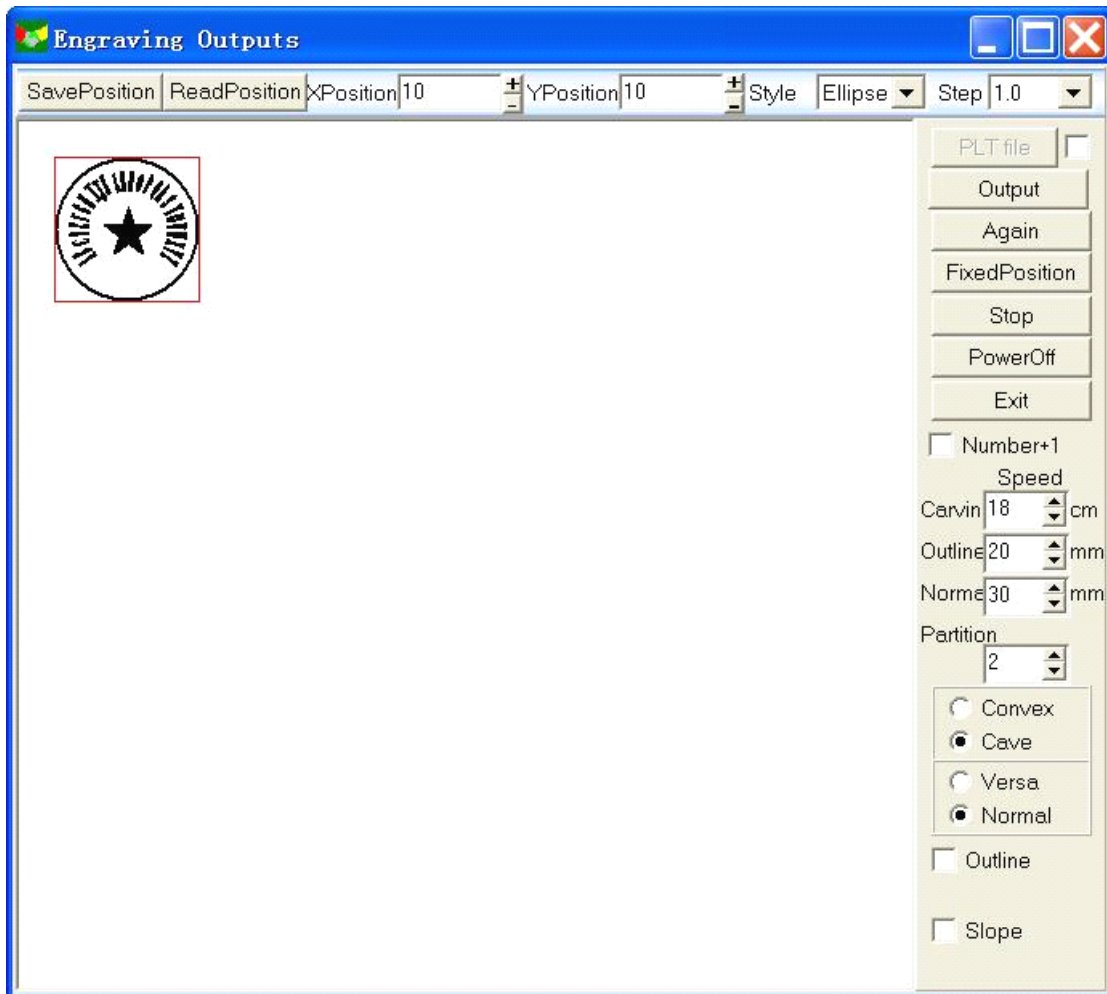 Engraving Outputs
SavePosition ReadPosition XPosition 10 + - YPosition 10 + - Style Ellipse Step 1.0
PLT file
Output
Again
FixedPosition
Stop
PowerOff
Exit
Number+1
Speed
Carvin 18 cm
Outline 20 mm
Norma 30 mm
Partition
2
Convex
Cave
Versa
Normal
Outline
Slope